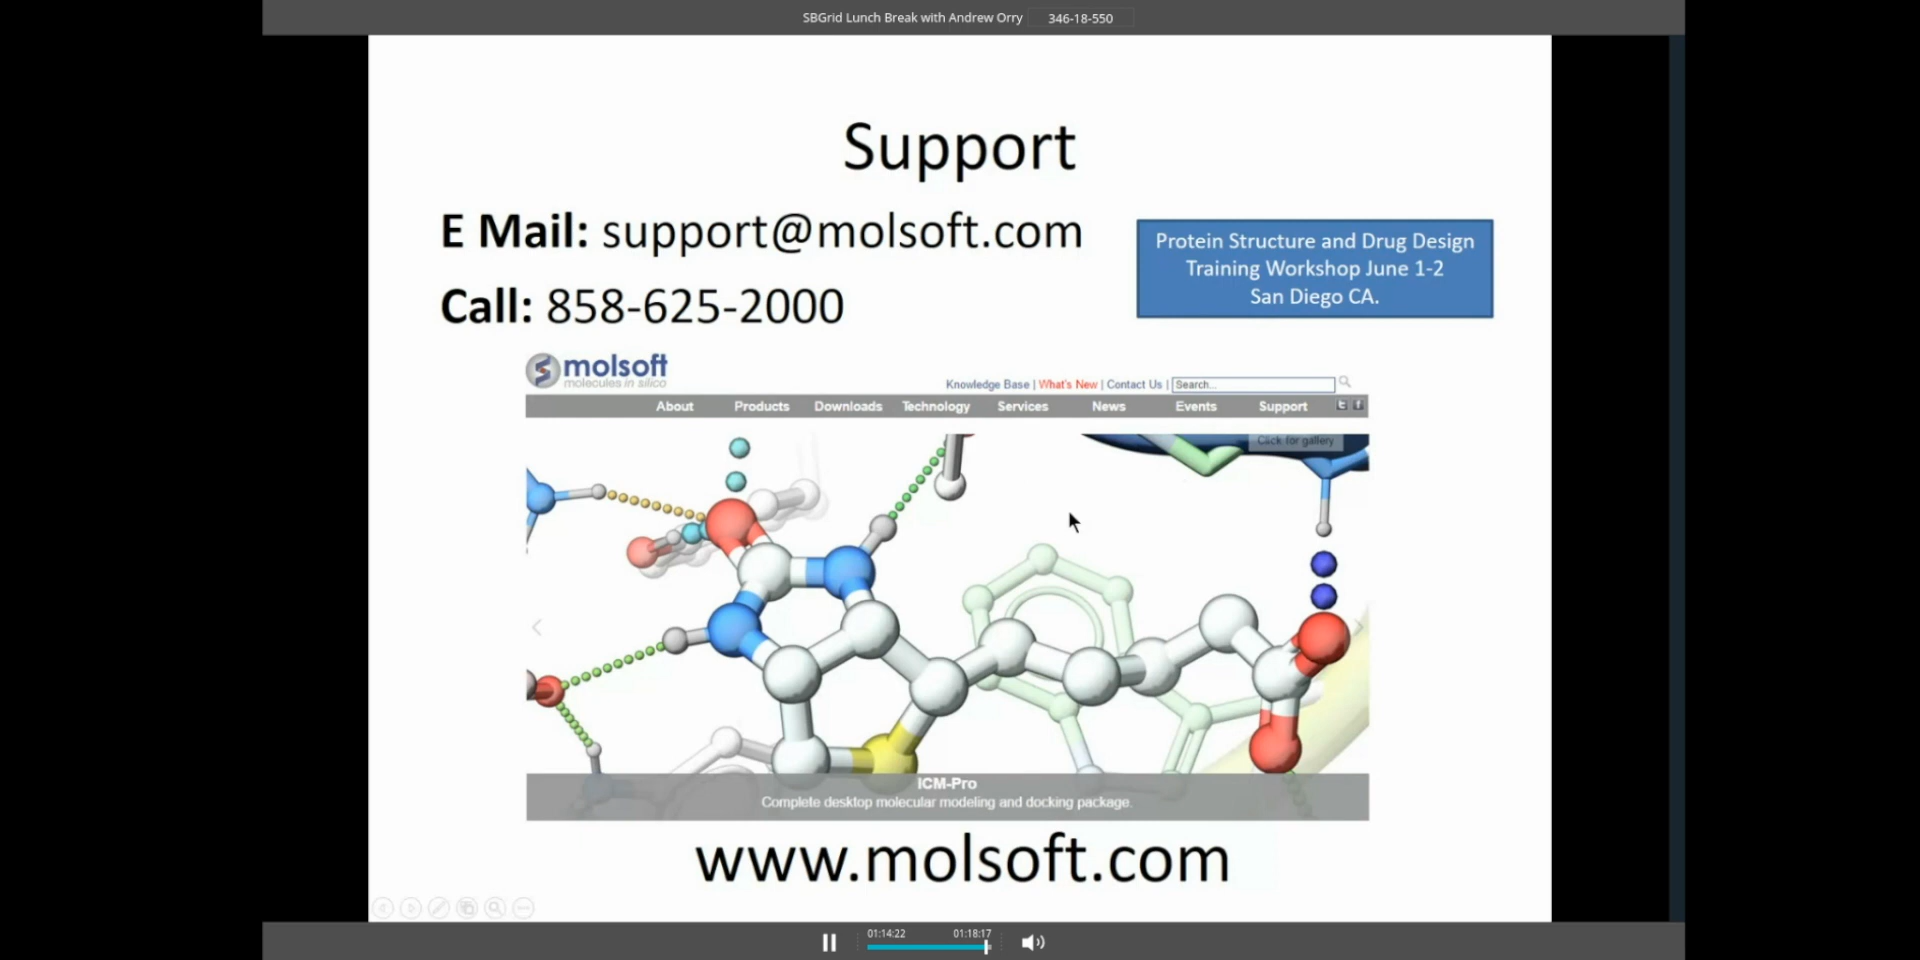 SBGrid Lunch Break with Andrew Orry 346-18-550
Support
E Mail: support@molsoft.com
Call: 858-625-2000
Protein Structure and Drug Design
Training Workshop June 1-2
San Diego CA.
molsoft
molecules in silico
Knowledge Base | What's New | Contact Us | Search...
About Products Downloads Technology Services News Events Support
Click for gallery
ICM-Pro
Complete desktop molecular modeling and docking package.
www.molsoft.com
01:14:22 01:18:17